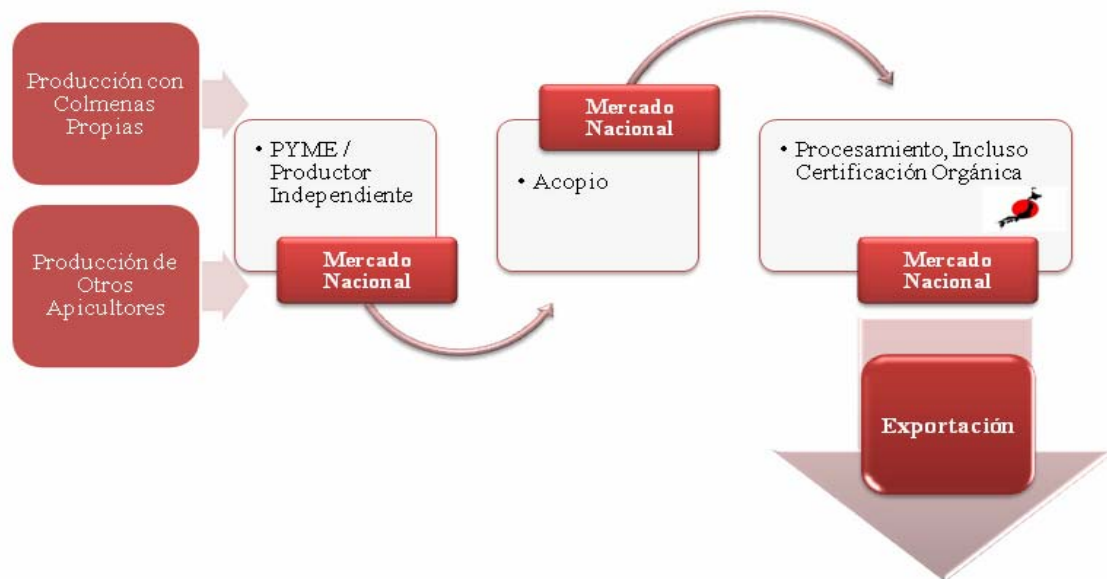 Producción con
Colmenas
Propias
Producción de
Otros
Apicultores
• PYME /
Productor
Independiente
Mercado
Nacional
Mercado
Nacional
• Acopio
• Procesamiento, Incluso
Certificación Orgánica
Mercado
Nacional
Exportación